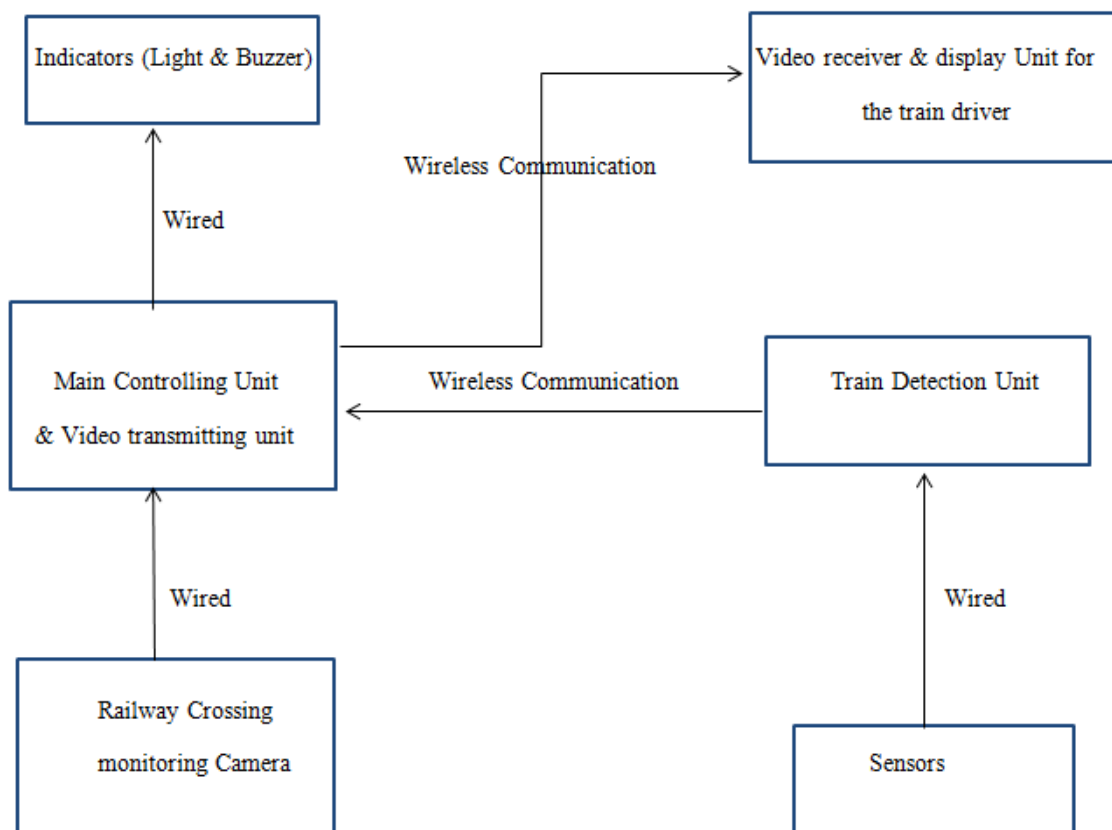 Indicators (Light & Buzzer)
Video receiver & display Unit for
the train driver
Wireless Communication
Wired
Main Controlling Unit
& Video transmitting unit
Wireless Communication
Train Detection Unit
Wired
Wired
Railway Crossing
monitoring Camera
Sensors